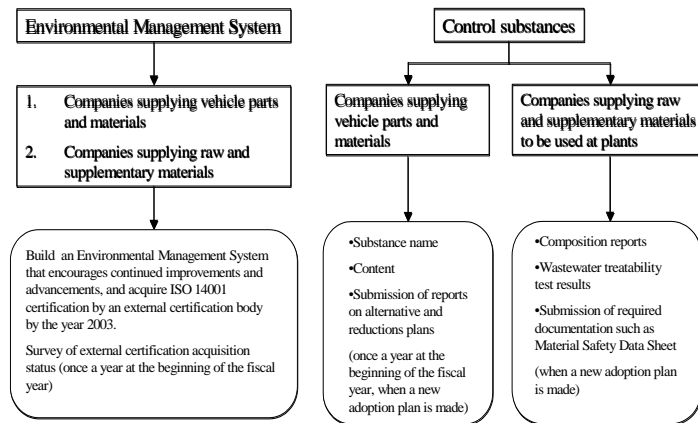 Environmental Management System
1. Companies supplying vehicle parts
and materials
2. Companies supplying raw and
supplementary materials
Build an Environmental Management System
that encourages continued improvements and
advancements, and acquire ISO 14001
certification by an external certification body
by the year 2003.
Survey of external certification acquisition
status (once a year at the beginning of the fiscal
year)
Control substances
Companies supplying
vehicle parts and
materials
•Substance name
•Content
•Submission of reports
on alternative and
reductions plans
(once a year at the
beginning of the fiscal
year, when a new
adoption plan is made)
Companies supplying raw
and supplementary materials
to be used at plants
•Composition reports
•Wastewater treatability
test results
•Submission of required
documentation such as
Material Safety Data Sheet
(when a new adoption plan
is made)